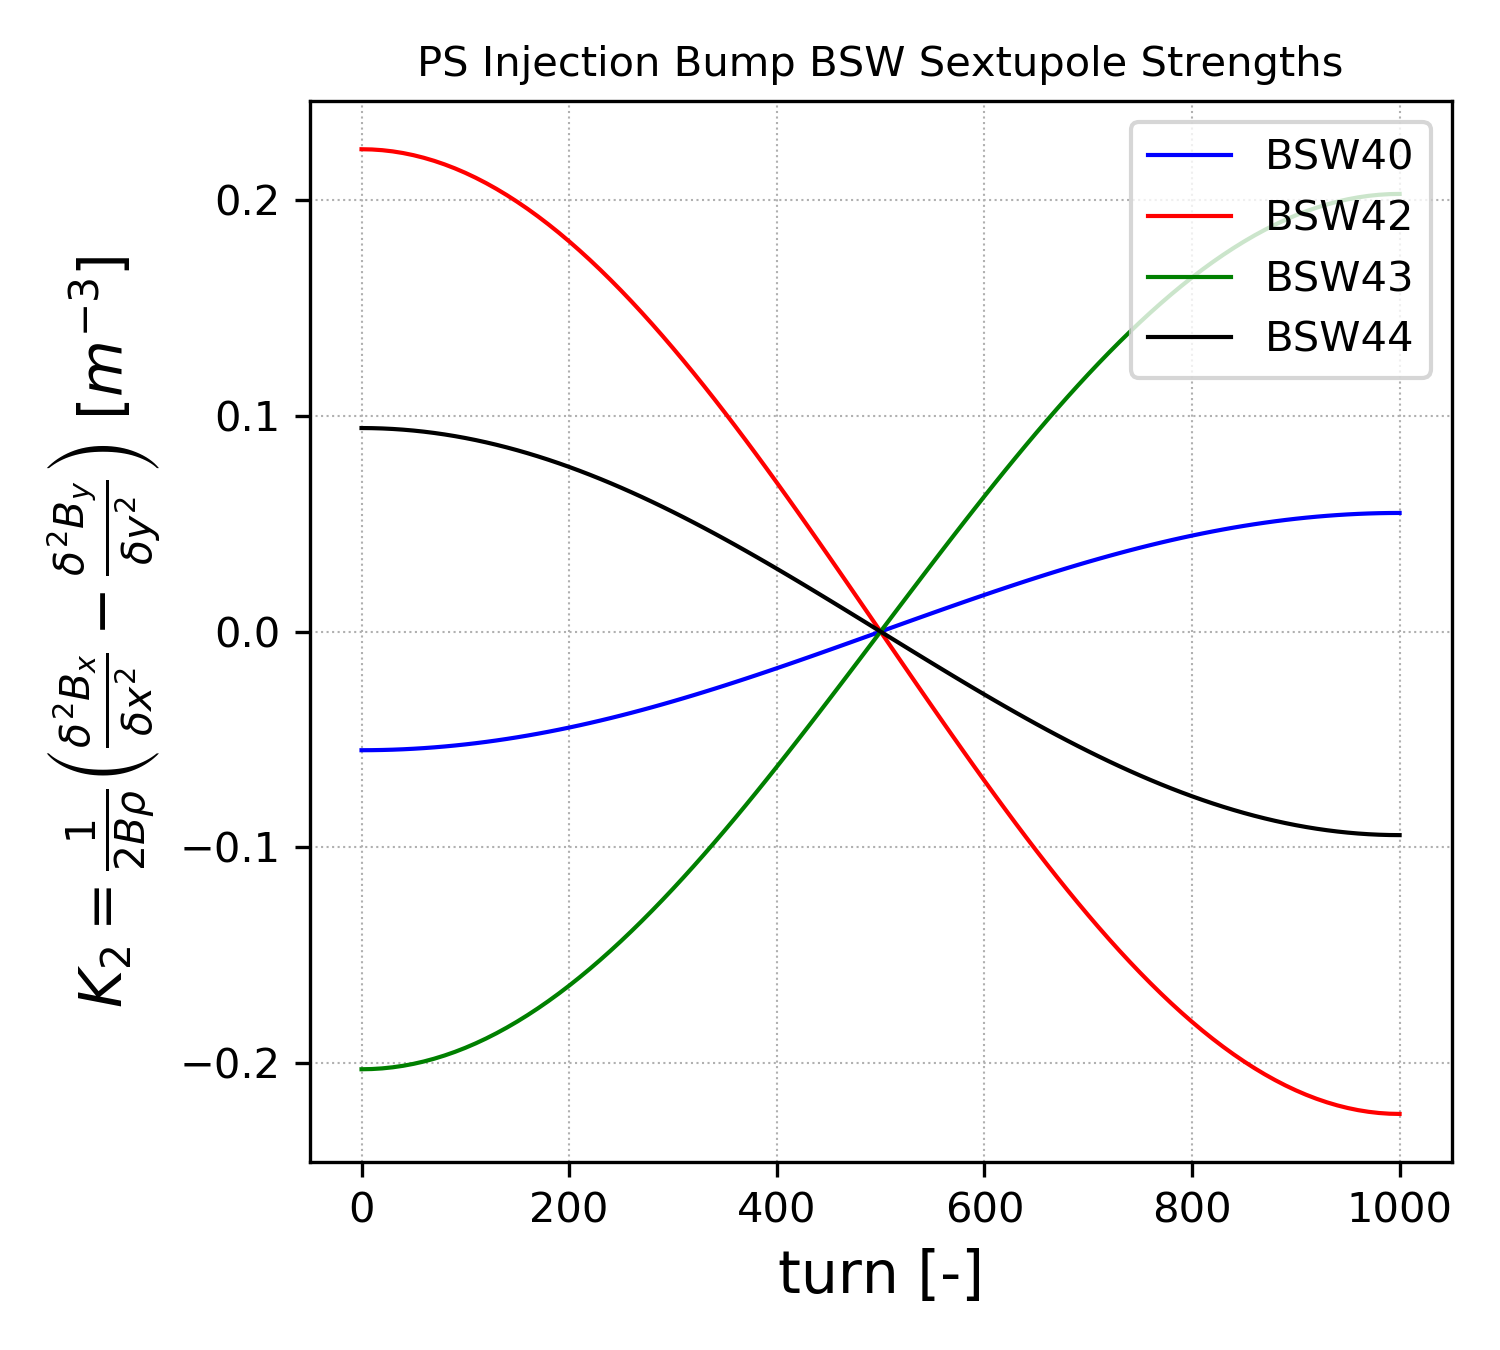 PS Injection Bump BSW Sextupole Strengths
K₂ = 1/2Bρ (δ²Bₓ/δx² − δ²Bᵧ/δy²) [m⁻³]
0.2
0.1
0.0
−0.1
−0.2
BSW40
BSW42
BSW43
BSW44
0 200 400 600 800 1000
turn [-]